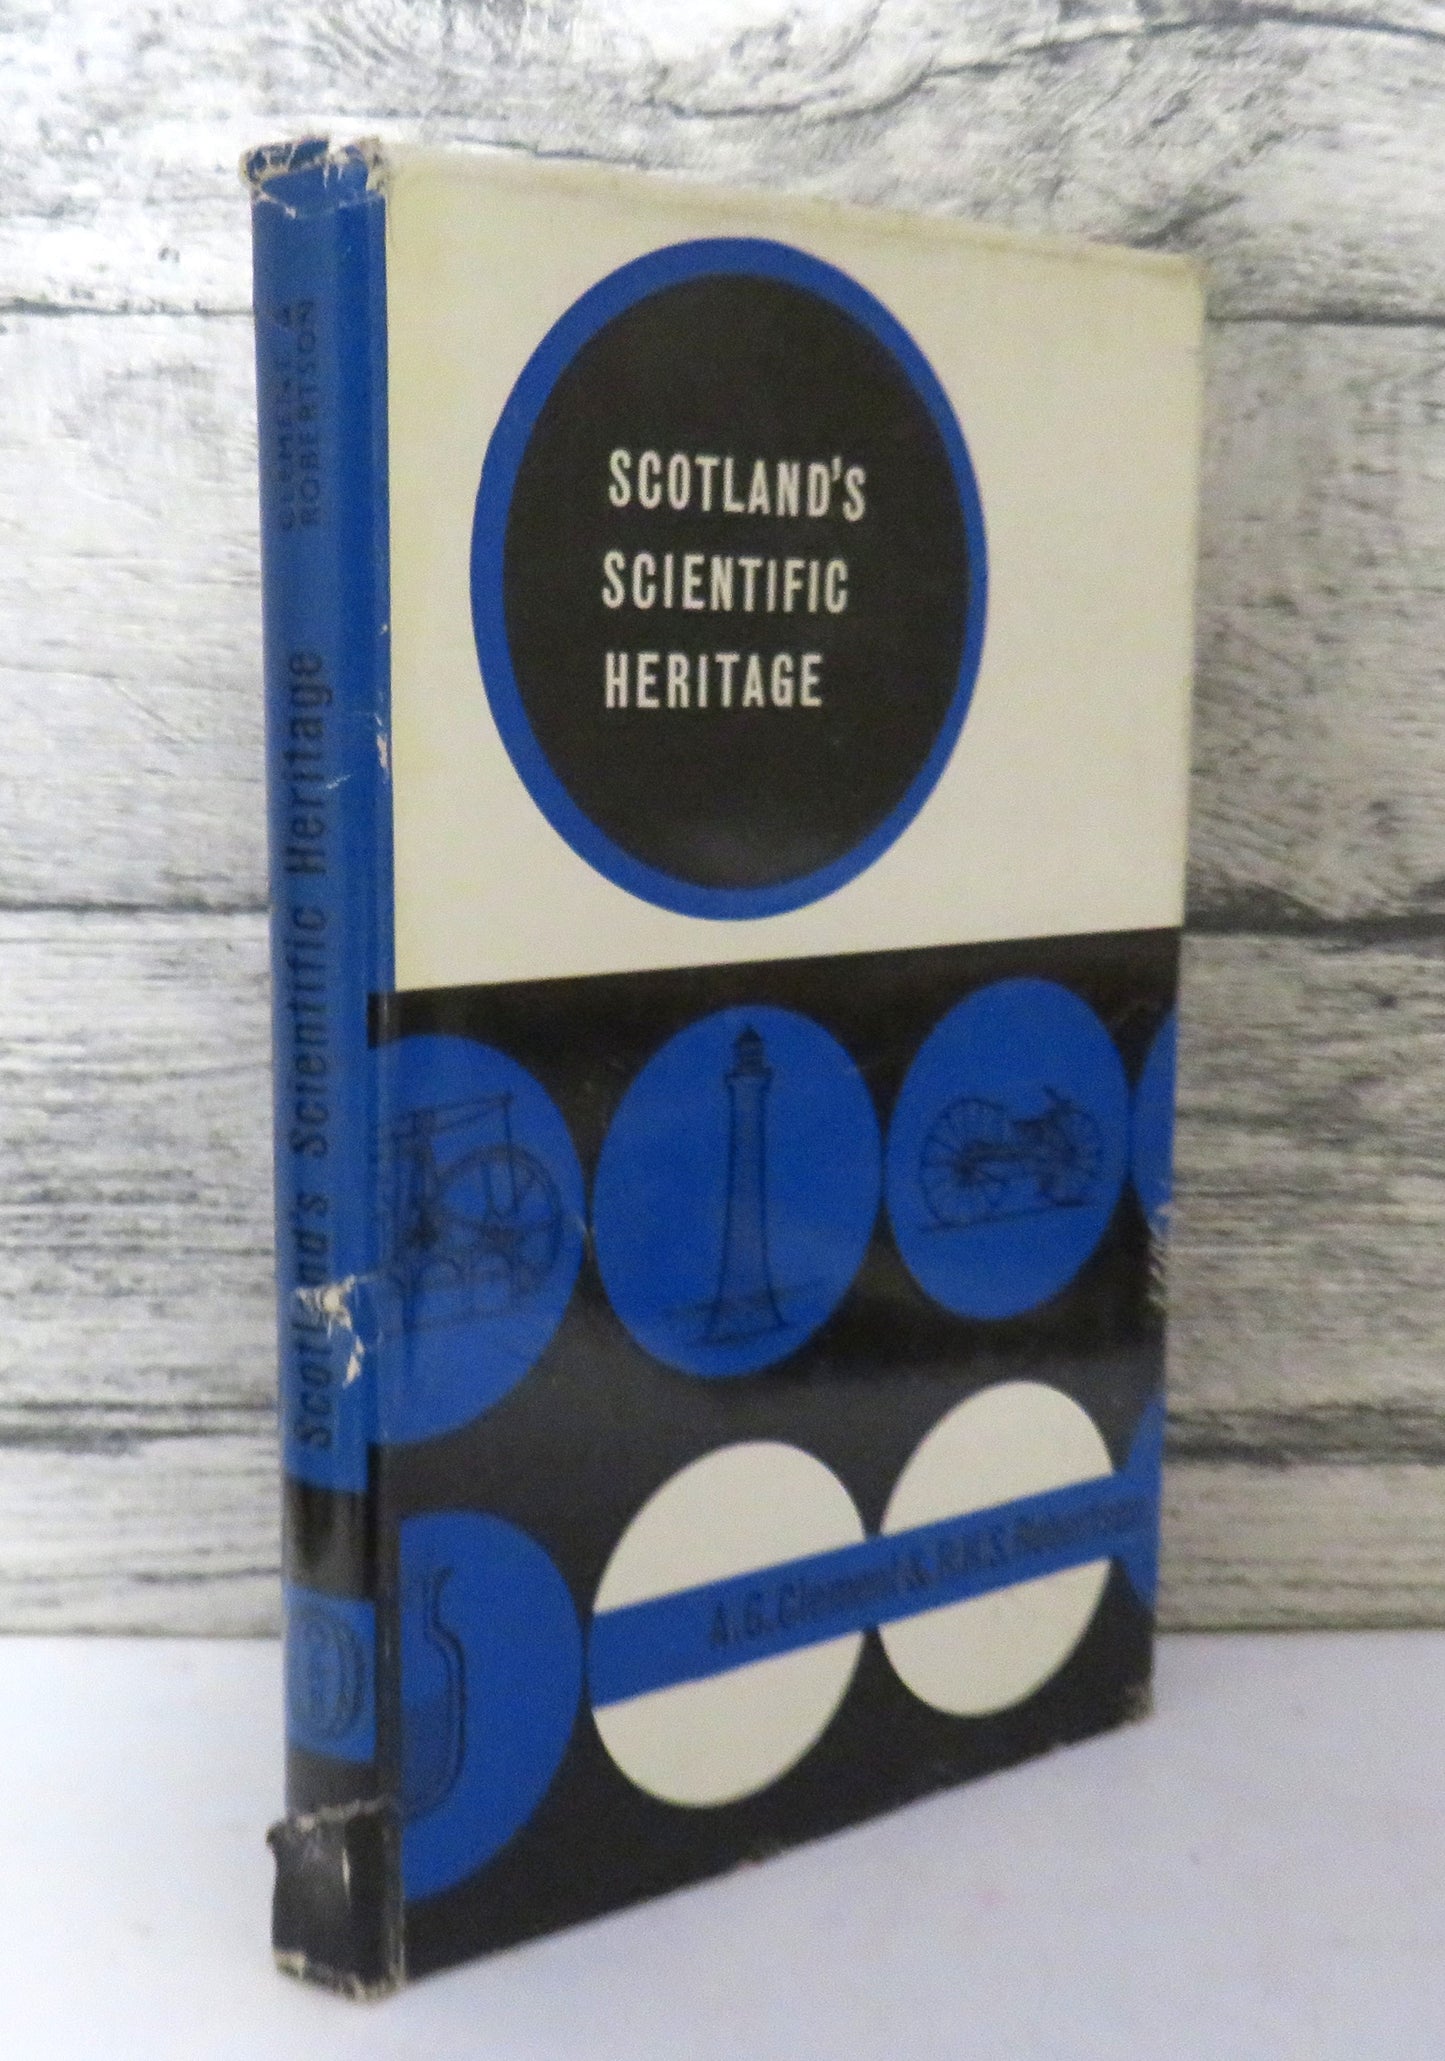 CLEMENT &
ROBERTSON
Scotland's Scientific Heritage
SCOTLAND'S
SCIENTIFIC
HERITAGE
A.G. Clement & R.H.S. Robertson